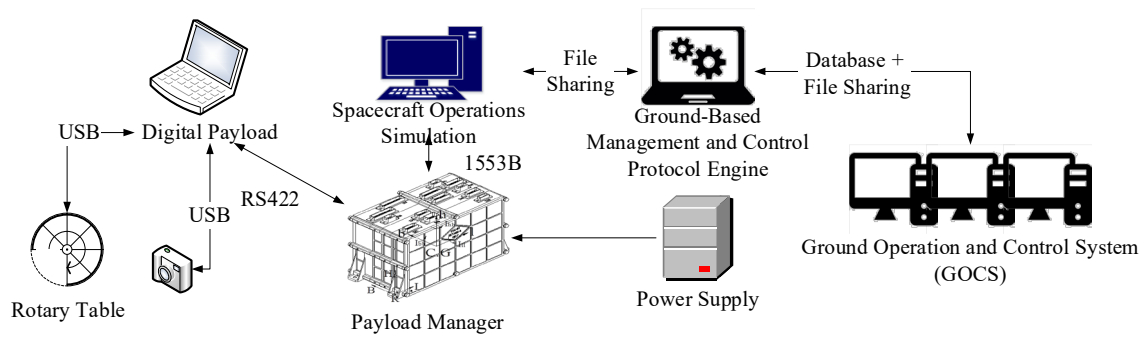 USB
Digital Payload
USB
RS422
Rotary Table
Spacecraft Operations
Simulation
1553B
C G
B
R
Payload Manager
File
Sharing
Ground-Based
Management and Control
Protocol Engine
Power Supply
Database +
File Sharing
Ground Operation and Control System
(GOCS)